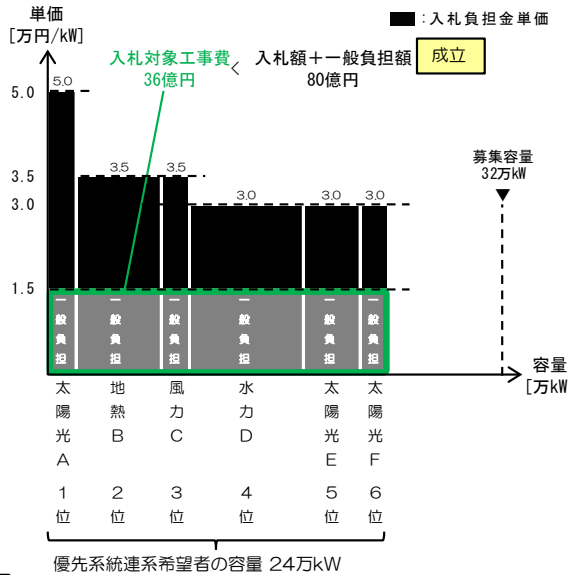 単価
[万円/kW]
:入札負担金単価
入札対象工事費
36億円
<
入札額＋一般負担額
80億円
成立
5.0
5.0
3.5
3.5
3.5
3.0
3.0
3.0
3.0
1.5
募集容量
32万kW
一般負担
一般負担
一般負担
一般負担
一般負担
一般負担
容量
[万kW
太陽光A
地熱B
風力C
水力D
太陽光E
太陽光F
1位
2位
3位
4位
5位
6位
優先系統連系希望者の容量 24万kW